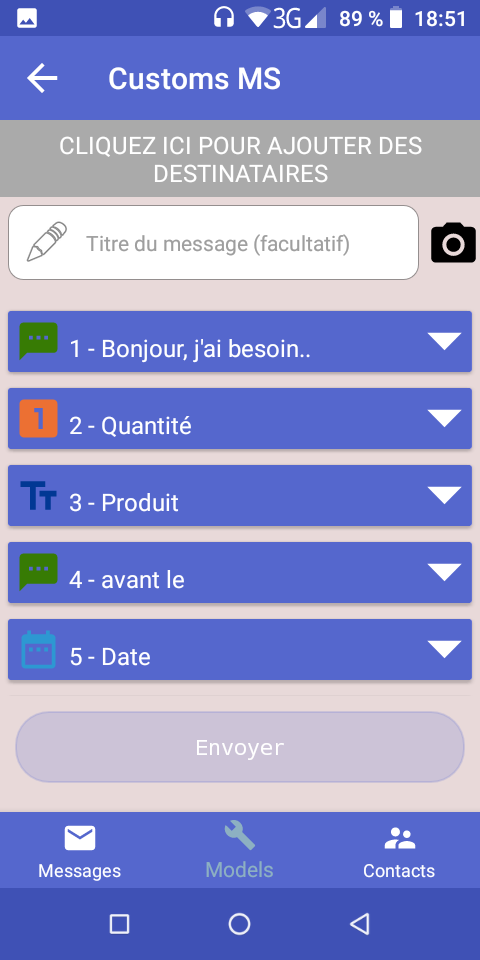 3G 89 % 18:51
Customs MS
CLIQUEZ ICI POUR AJOUTER DES
DESTINATAIRES
Titre du message (facultatif)
1 - Bonjour, j'ai besoin..
1 2 - Quantité
Tт 3 - Produit
4 - avant le
5 - Date
Envoyer
Messages Models Contacts